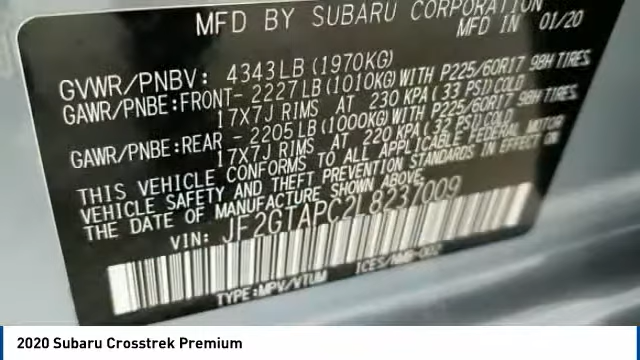 MFD BY SUBARU CORPORATION
MFD IN 01/20
GVWR/PNBV: 4343LB (1970KG)
GAWR/PNBE:FRONT- 2227LB (1010KG) WITH P225/60R17 98H TIRES,
17X7J RIMS AT 230 KPA (33 PSI) COLD
GAWR/PNBE:REAR - 2205LB (1000KG) WITH P225/60R17 98H TIRES,
17X7J RIMS AT 220 KPA (32 PSI) COLD
THIS VEHICLE CONFORMS TO ALL APPLICABLE FEDERAL MOTOR
VEHICLE SAFETY AND THEFT PREVENTION STANDARDS IN EFFECT ON
THE DATE OF MANUFACTURE SHOWN ABOVE.
VIN: JF2GTAPC2L8237009
TYPE:MPV/VTUM
2020 Subaru Crosstrek Premium